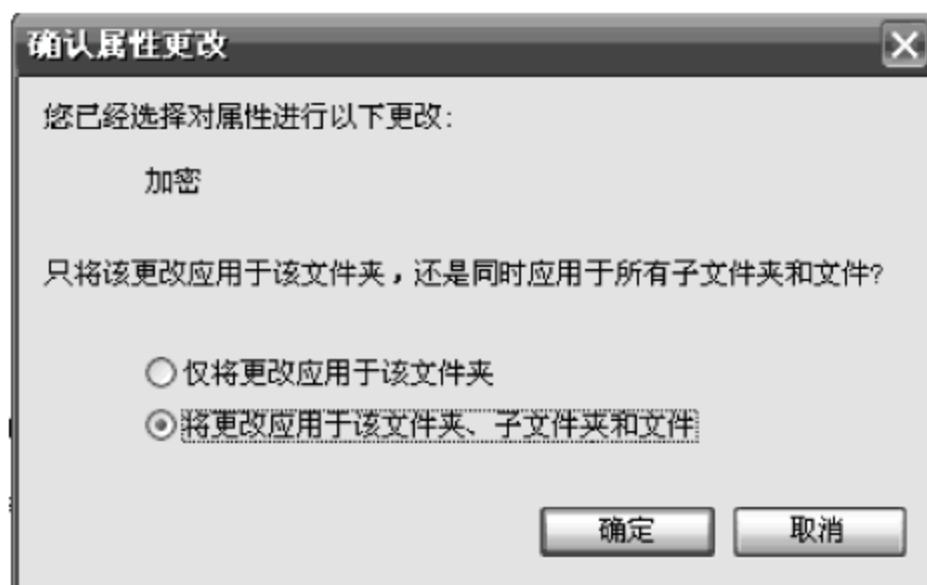 确认属性更改
您已经选择对属性进行以下更改:
加密
只将该更改应用于该文件夹，还是同时应用于所有子文件夹和文件?
仅将更改应用于该文件夹
将更改应用于该文件夹、子文件夹和文件
确定 取消